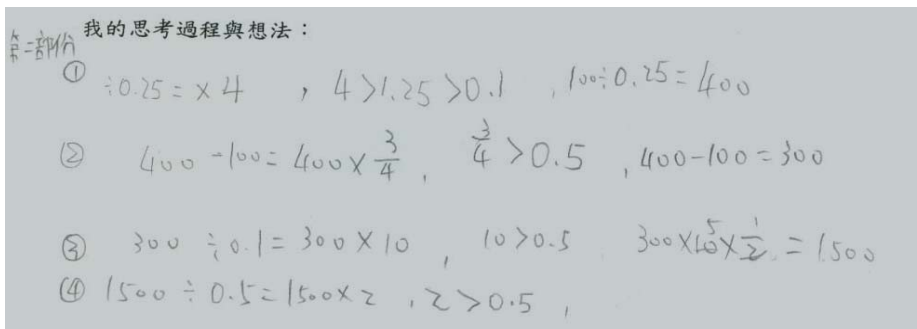 第二部份 我的思考過程與想法：
① ÷0.25=×4 , 4>1.25>0.1 , 100÷0.25=400
② 400-100=400×3/4 , 3/4>0.5 , 400-100=300
③ 300÷0.1=300×10 , 10>0.5 300×10×1/2=1500
④ 1500÷0.5=1500×2 , 2>0.5 ,